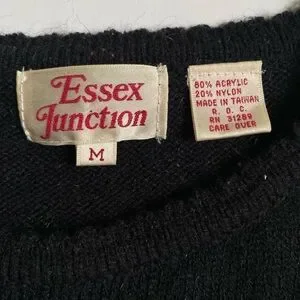 Essex
Junction
M
80% ACRYLIC
20% NYLON
MADE IN TAIWAN
R. O. C.
RN 31289
CARE OVER